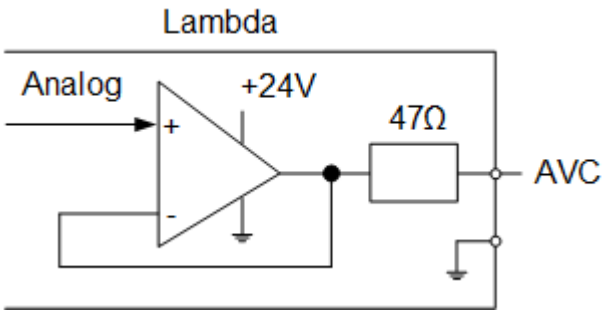 Lambda
Analog
+24V
47Ω
+
-
AVC